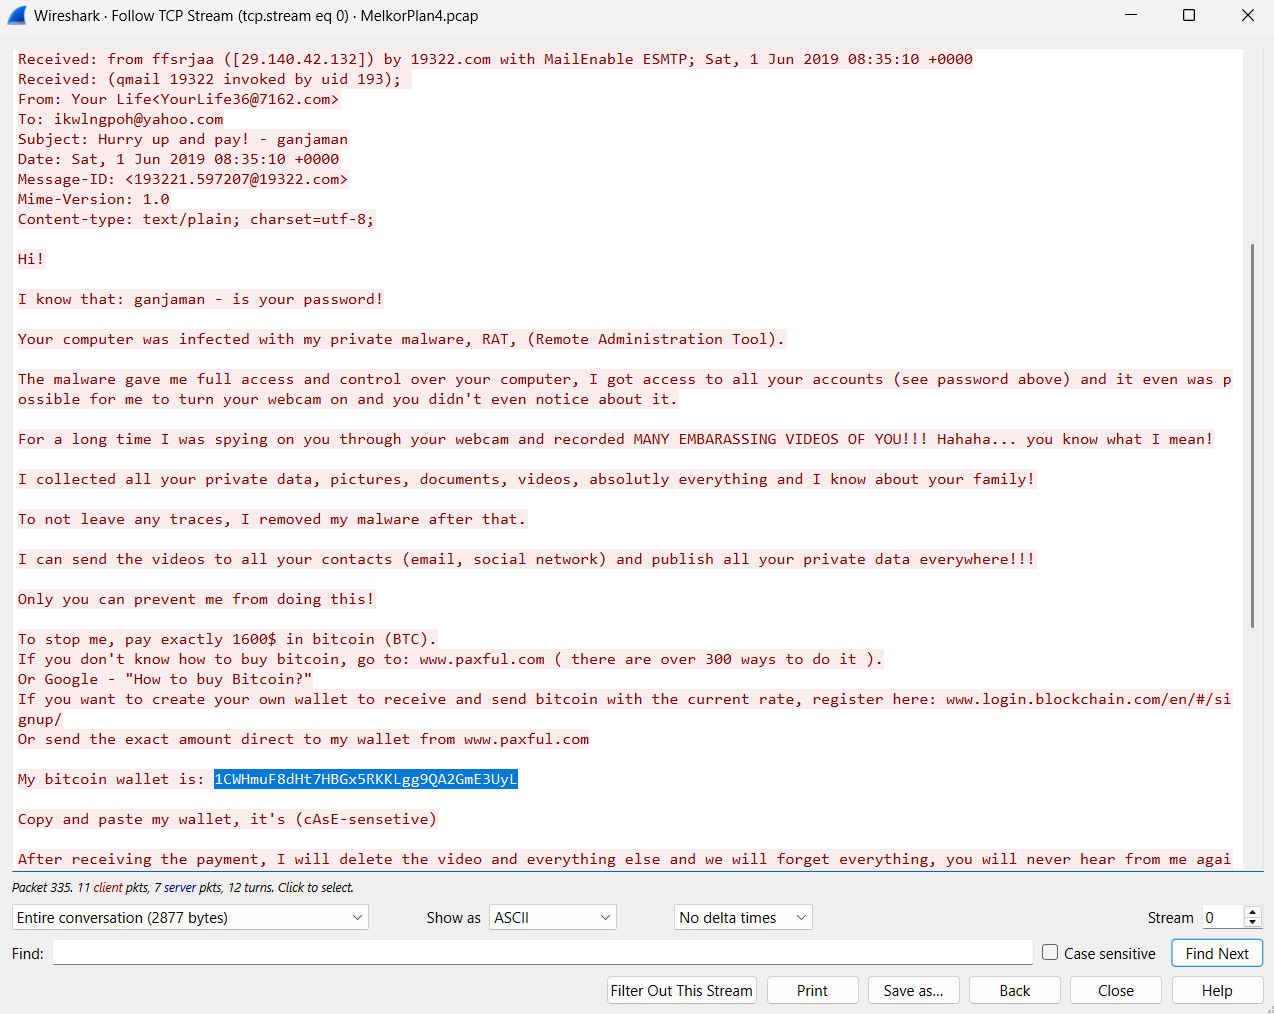 Wireshark · Follow TCP Stream (tcp.stream eq 0) · MelkorPlan4.pcap
Received: from ffsrjaa ([29.140.42.132]) by 19322.com with MailEnable ESMTP; Sat, 1 Jun 2019 08:35:10 +0000
Received: (qmail 19322 invoked by uid 193);
From: Your Life<YourLife36@7162.com>
To: ikwlngpoh@yahoo.com
Subject: Hurry up and pay! - ganjaman
Date: Sat, 1 Jun 2019 08:35:10 +0000
Message-ID: <193221.597207@19322.com>
Mime-Version: 1.0
Content-type: text/plain; charset=utf-8;
Hi!
I know that: ganjaman - is your password!
Your computer was infected with my private malware, RAT, (Remote Administration Tool).
The malware gave me full access and control over your computer, I got access to all your accounts (see password above) and it even was p
ossible for me to turn your webcam on and you didn't even notice about it.
For a long time I was spying on you through your webcam and recorded MANY EMBARASSING VIDEOS OF YOU!!! Hahaha... you know what I mean!
I collected all your private data, pictures, documents, videos, absolutly everything and I know about your family!
To not leave any traces, I removed my malware after that.
I can send the videos to all your contacts (email, social network) and publish all your private data everywhere!!!
Only you can prevent me from doing this!
To stop me, pay exactly 1600$ in bitcoin (BTC).
If you don't know how to buy bitcoin, go to: www.paxful.com ( there are over 300 ways to do it ).
Or Google - "How to buy Bitcoin?"
If you want to create your own wallet to receive and send bitcoin with the current rate, register here: www.login.blockchain.com/en/#/si
gnup/
Or send the exact amount direct to my wallet from www.paxful.com
My bitcoin wallet is: 1CWHmuF8dHt7HBGx5RKKLgg9QA2GmE3UyL
Copy and paste my wallet, it's (cAsE-sensetive)
After receiving the payment, I will delete the video and everything else and we will forget everything, you will never hear from me agai
Packet 335. 11 client pkts, 7 server pkts, 12 turns. Click to select.
Entire conversation (2877 bytes) Show as ASCII No delta times Stream 0
Find: Case sensitive Find Next
Filter Out This Stream Print Save as... Back Close Help